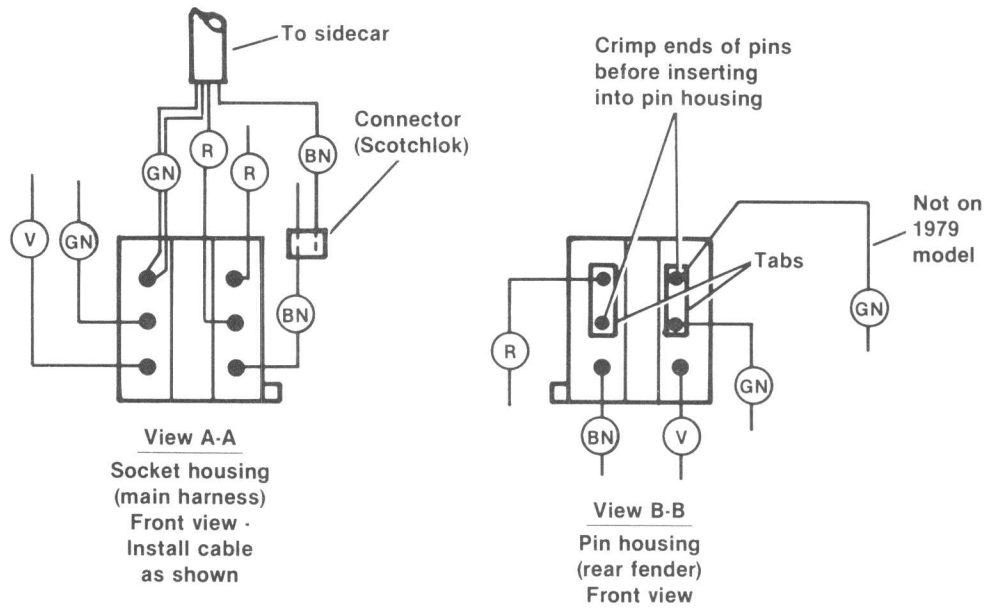 To sidecar
Connector
(Scotchlok)
GN
R
R
BN
V
GN
BN
View A-A
Socket housing
(main harness)
Front view -
Install cable
as shown
Crimp ends of pins
before inserting
into pin housing
Not on
1979
model
Tabs
GN
R
GN
BN
V
View B-B
Pin housing
(rear fender)
Front view